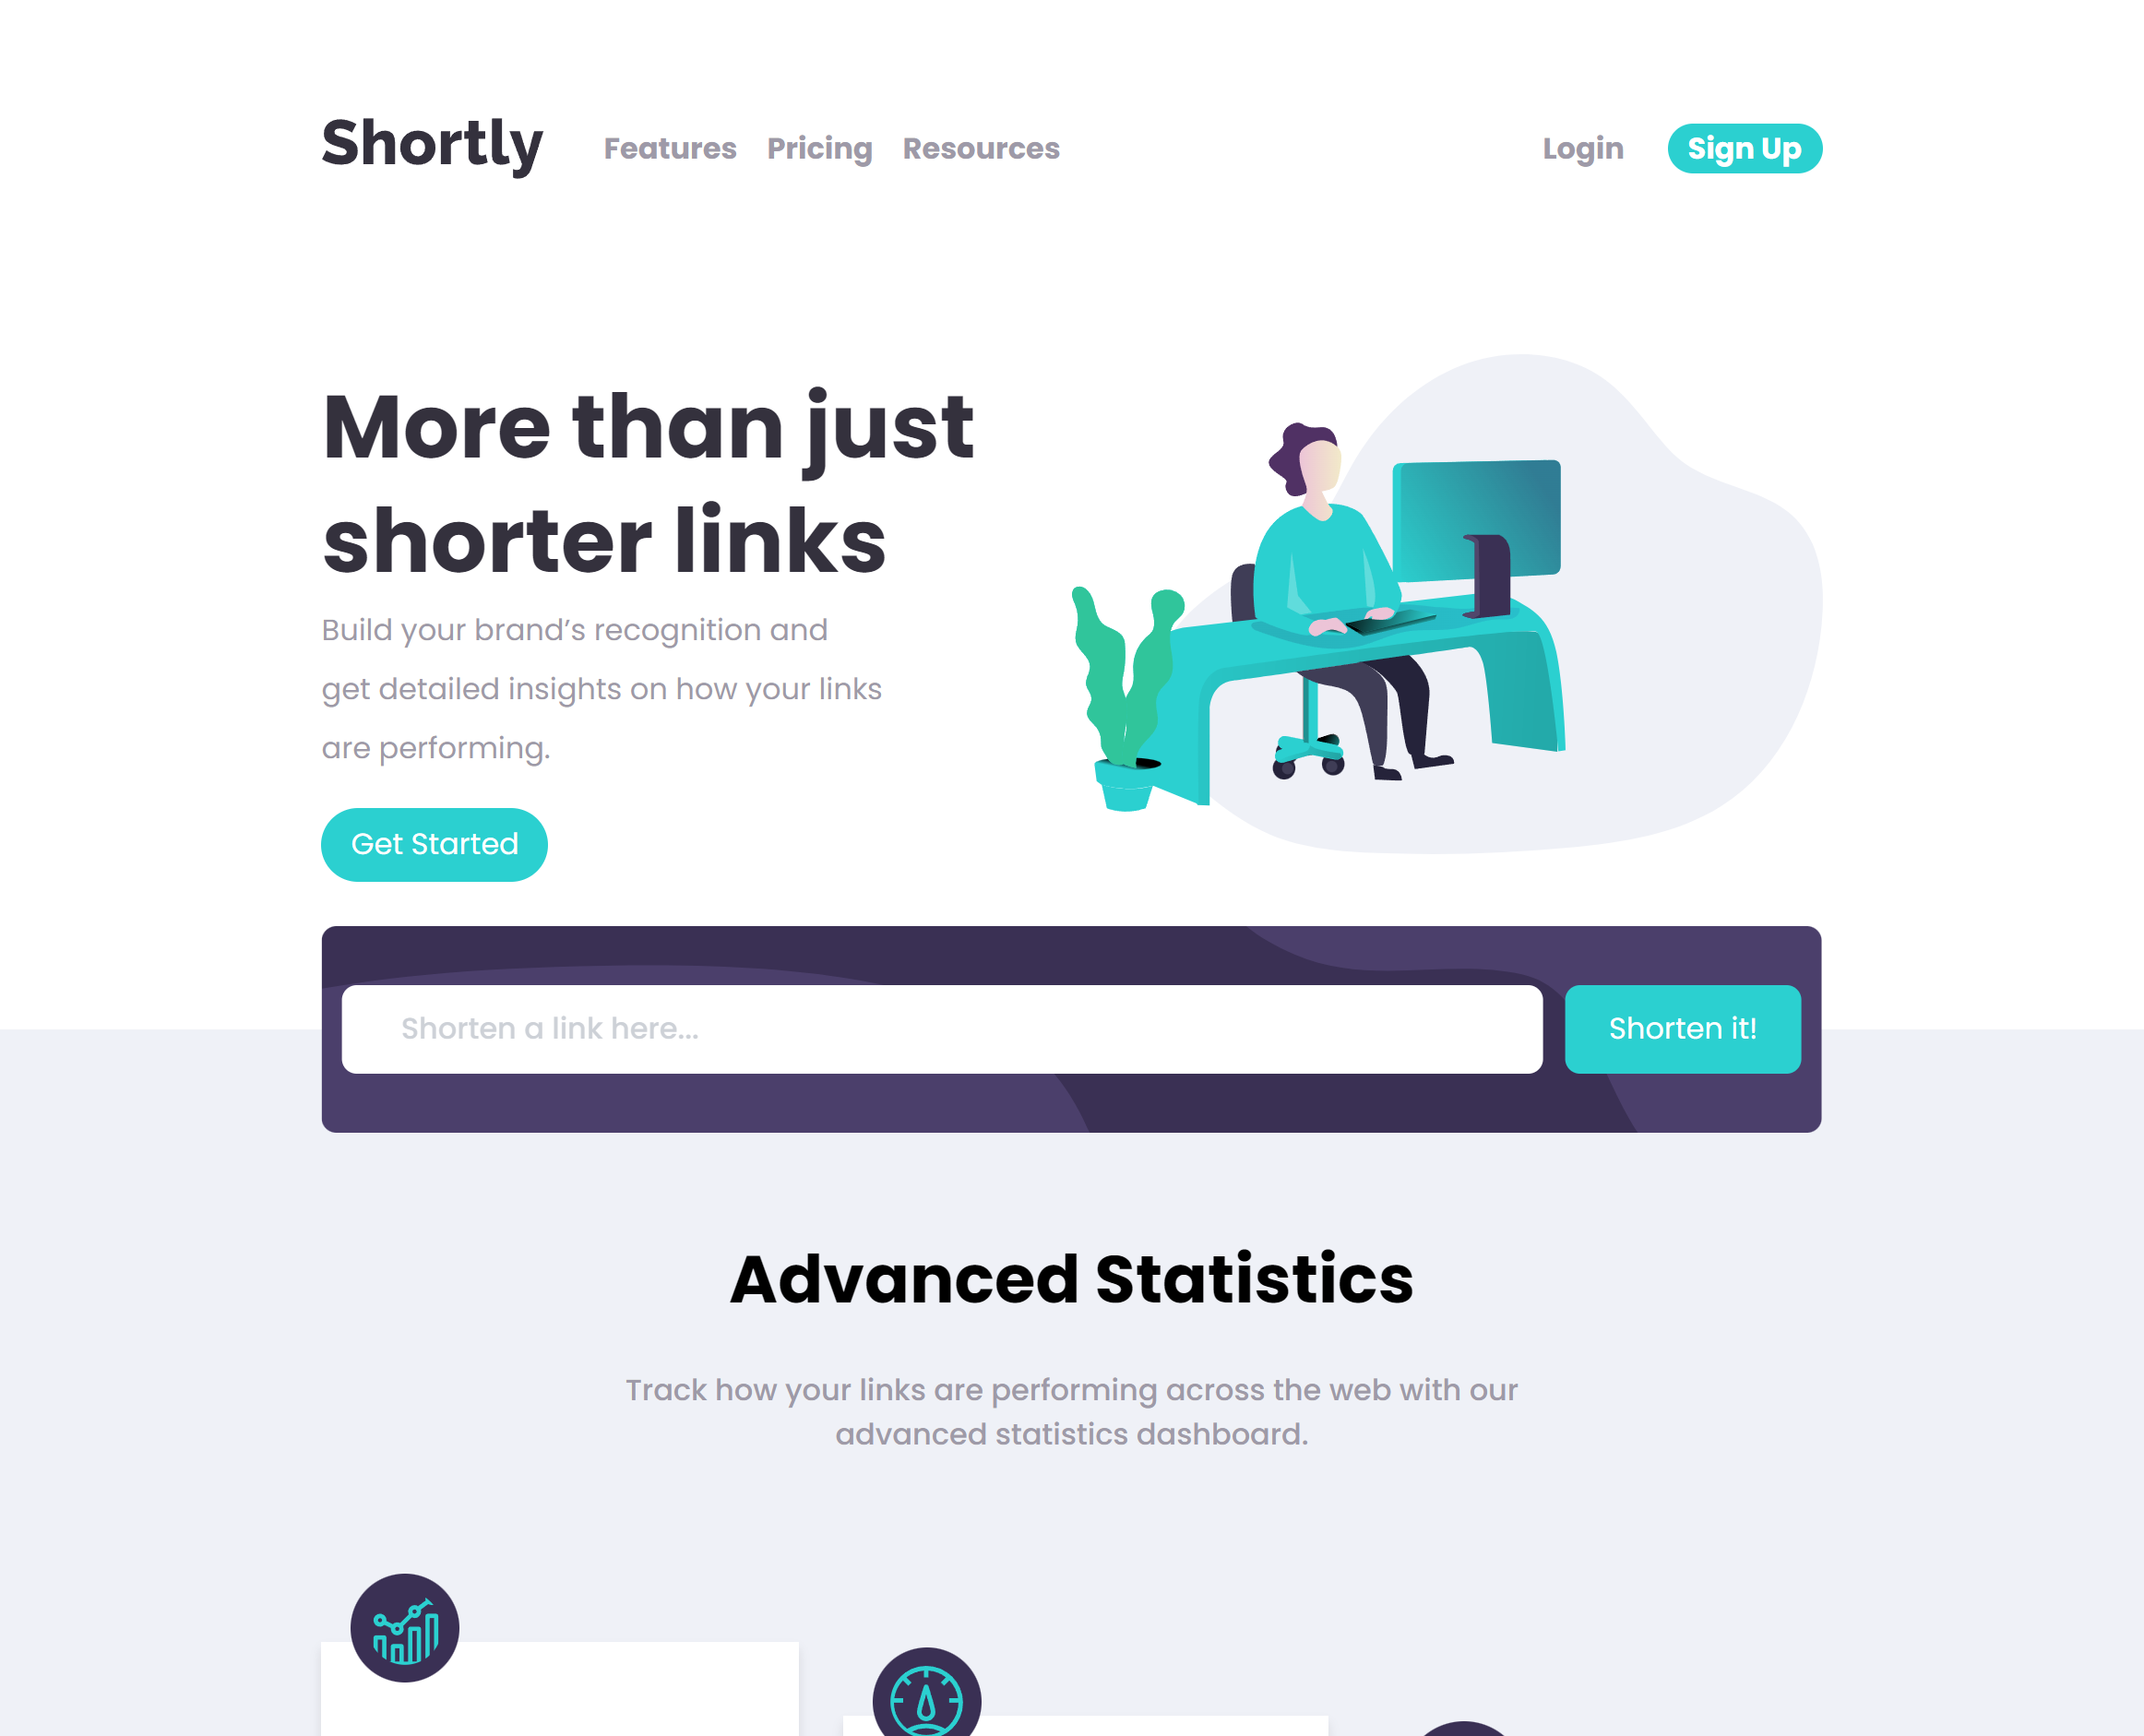 Shortly Features Pricing Resources Login Sign Up
More than just
shorter links
Build your brand’s recognition and
get detailed insights on how your links
are performing.
Get Started
Shorten a link here... Shorten it!
Advanced Statistics
Track how your links are performing across the web with our
advanced statistics dashboard.